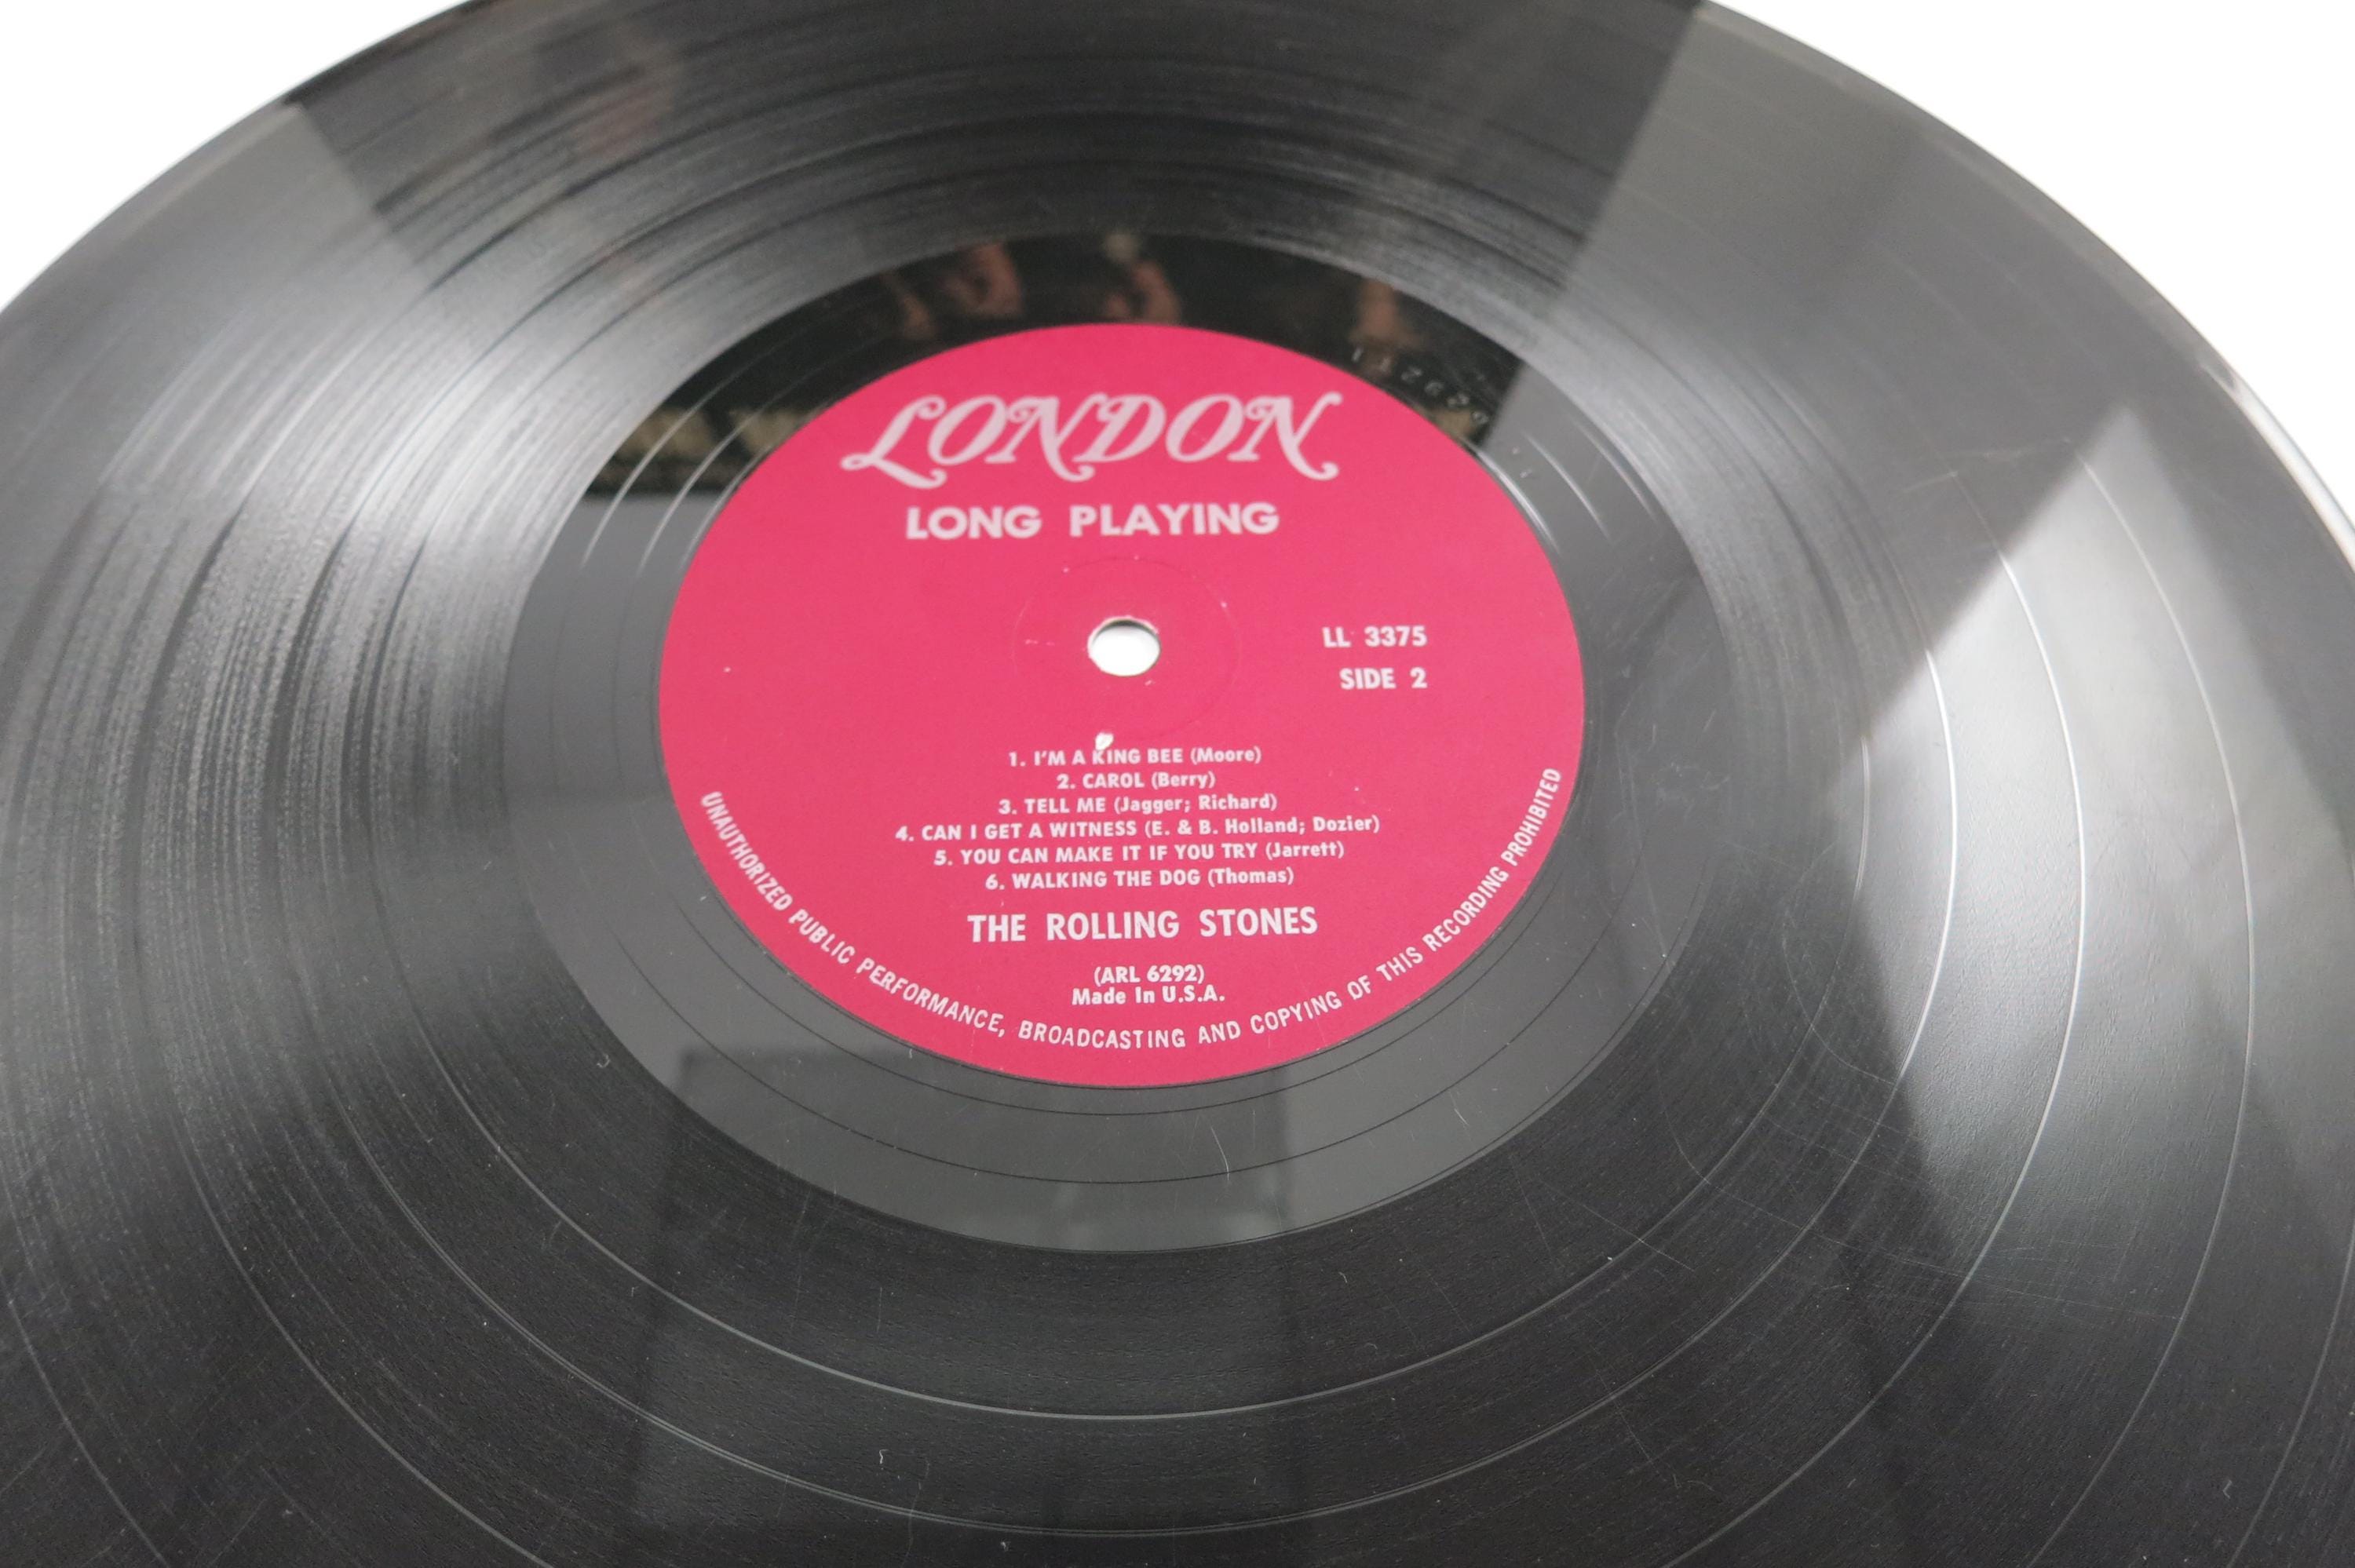 LONDON
LONG PLAYING
LL 3375
SIDE 2
1. I'M A KING BEE (Moore)
2. CAROL (Berry)
3. TELL ME (Jagger; Richard)
4. CAN I GET A WITNESS (E. & B. Holland; Dozier)
5. YOU CAN MAKE IT IF YOU TRY (Jarrett)
6. WALKING THE DOG (Thomas)
THE ROLLING STONES
(ARL 6292)
Made In U.S.A.
UNAUTHORIZED PUBLIC PERFORMANCE, BROADCASTING AND COPYING OF THIS RECORDING PROHIBITED